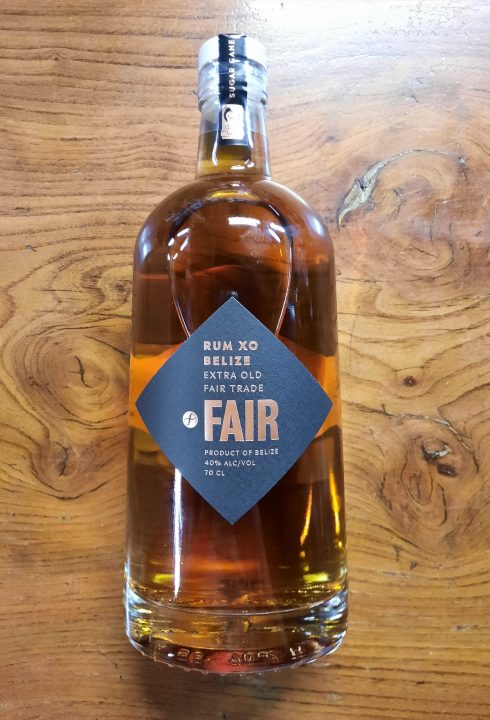 SUGAR CANE
RUM XO
BELIZE
EXTRA OLD
FAIR TRADE
FAIR
PRODUCT OF BELIZE
40% ALC/VOL
70 CL